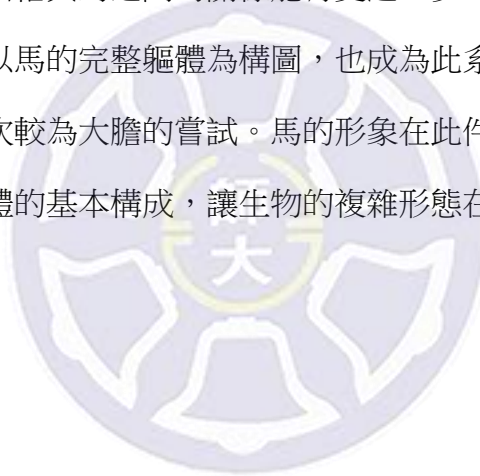 以馬的完整軀體為構圖，也成為此系
次較為大膽的嘗試。馬的形象在此件
體的基本構成，讓生物的複雜形態在
師大